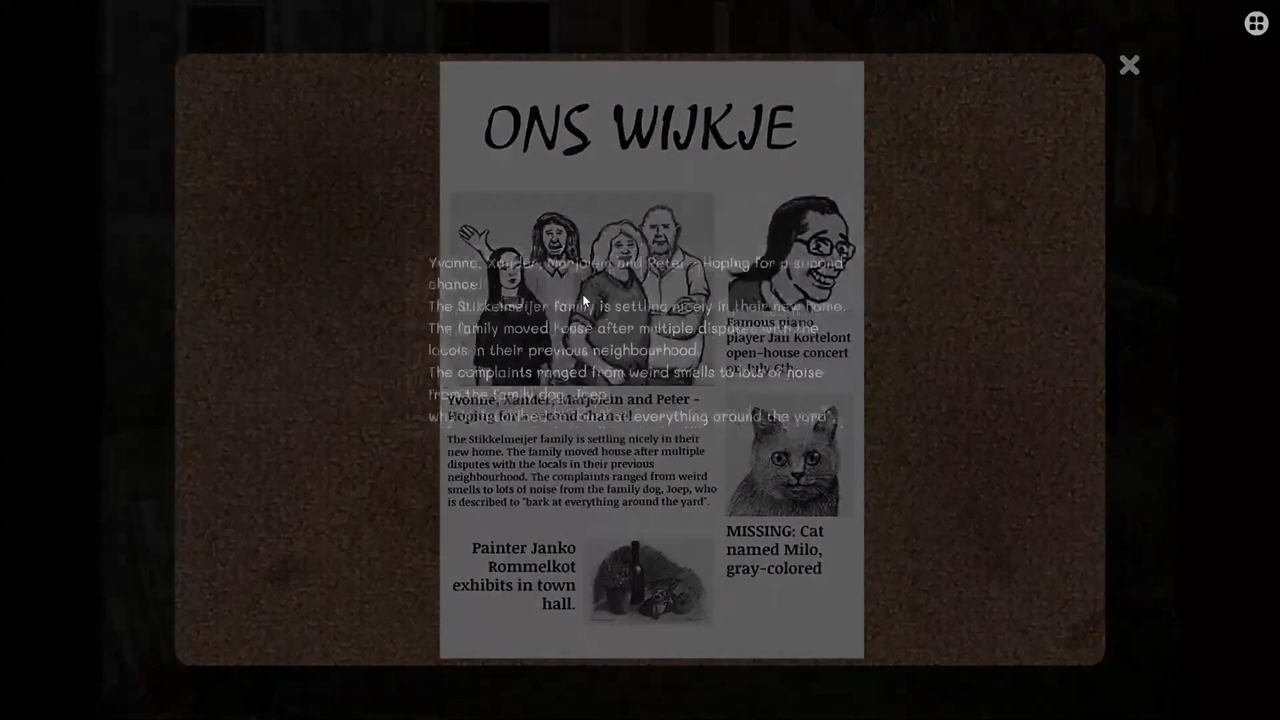 ONS WIJKJE
Yvonne, Xander, Marjolein and Peter - Hoping for a second
chance!
The Stikkelmeijer family is settling nicely in their new home.
The family moved house after multiple disputes with the
locals in their previous neighbourhood.
The complaints ranged from weird smells to lots of noise
from the family dog, Joep,
who is described to "bark at everything around the yard".
Yvonne, Xander, Marjolein and Peter -
Hoping for a second chance!
The Stikkelmeijer family is settling nicely in their
new home. The family moved house after multiple
disputes with the locals in their previous
neighbourhood. The complaints ranged from weird
smells to lots of noise from the family dog, Joep, who
is described to "bark at everything around the yard".
Painter Janko
Rommelkot
exhibits in town
hall.
Famous piano
player Jan Kortelont
open-house concert
on July 6th
MISSING: Cat
named Milo,
gray-colored